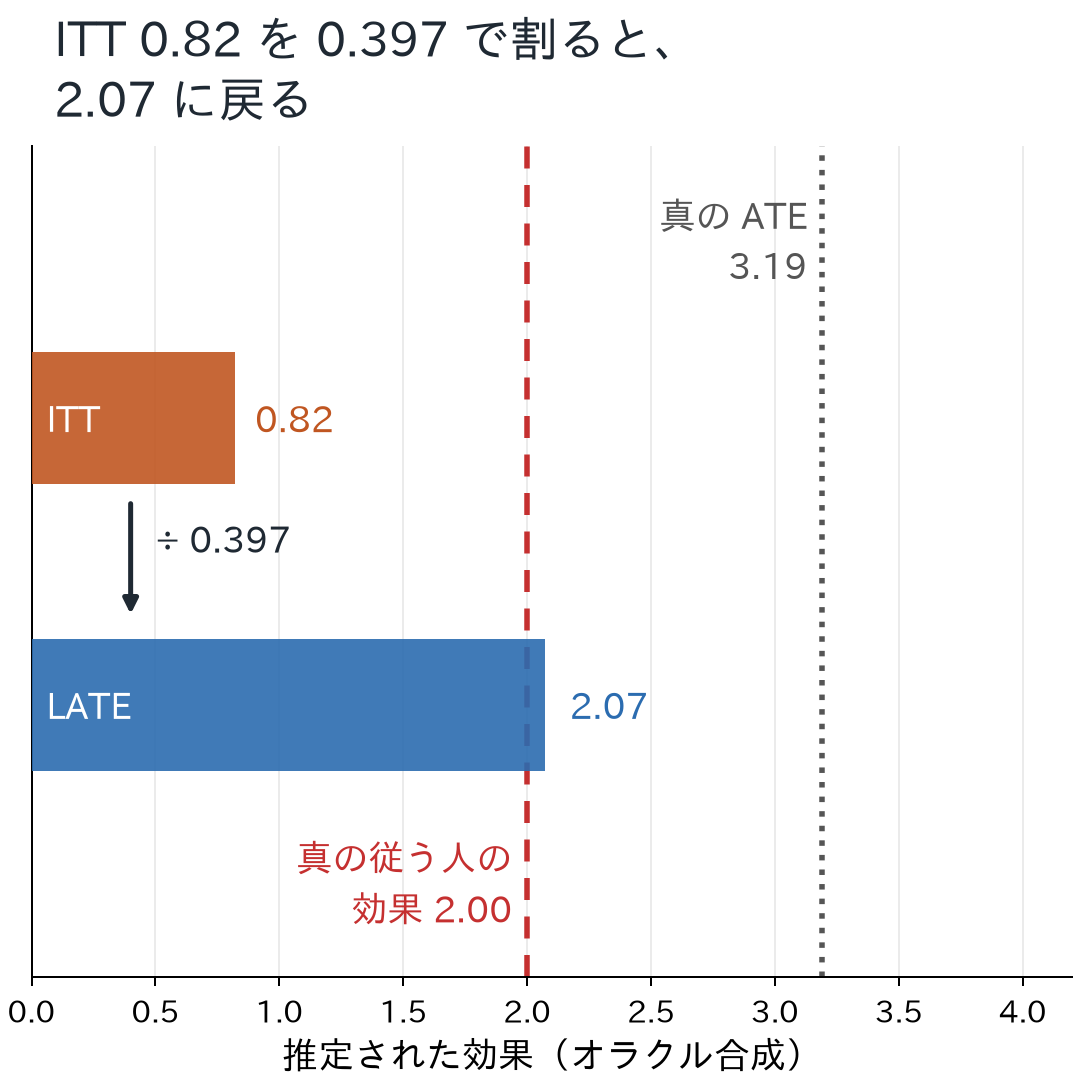 ITT 0.82 を 0.397 で割ると、
2.07 に戻る
真の ATE
3.19
ITT
0.82
÷ 0.397
LATE
2.07
真の従う人の
効果 2.00
0.0 0.5 1.0 1.5 2.0 2.5 3.0 3.5 4.0
推定された効果（オラクル合成）